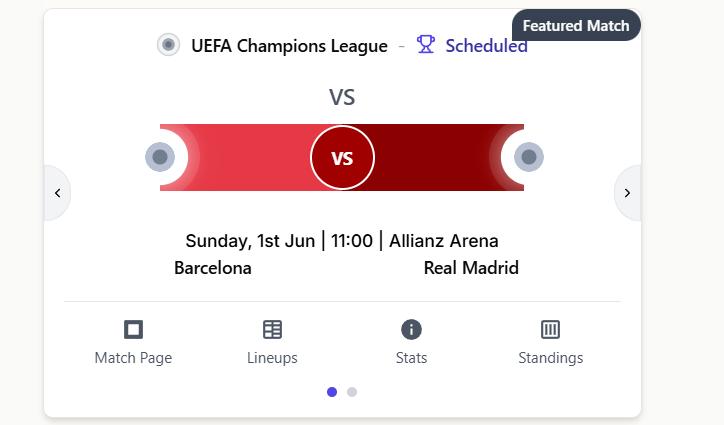 Featured Match
UEFA Champions League - Scheduled
VS
VS
Sunday, 1st Jun | 11:00 | Allianz Arena
Barcelona Real Madrid
Match Page Lineups Stats Standings